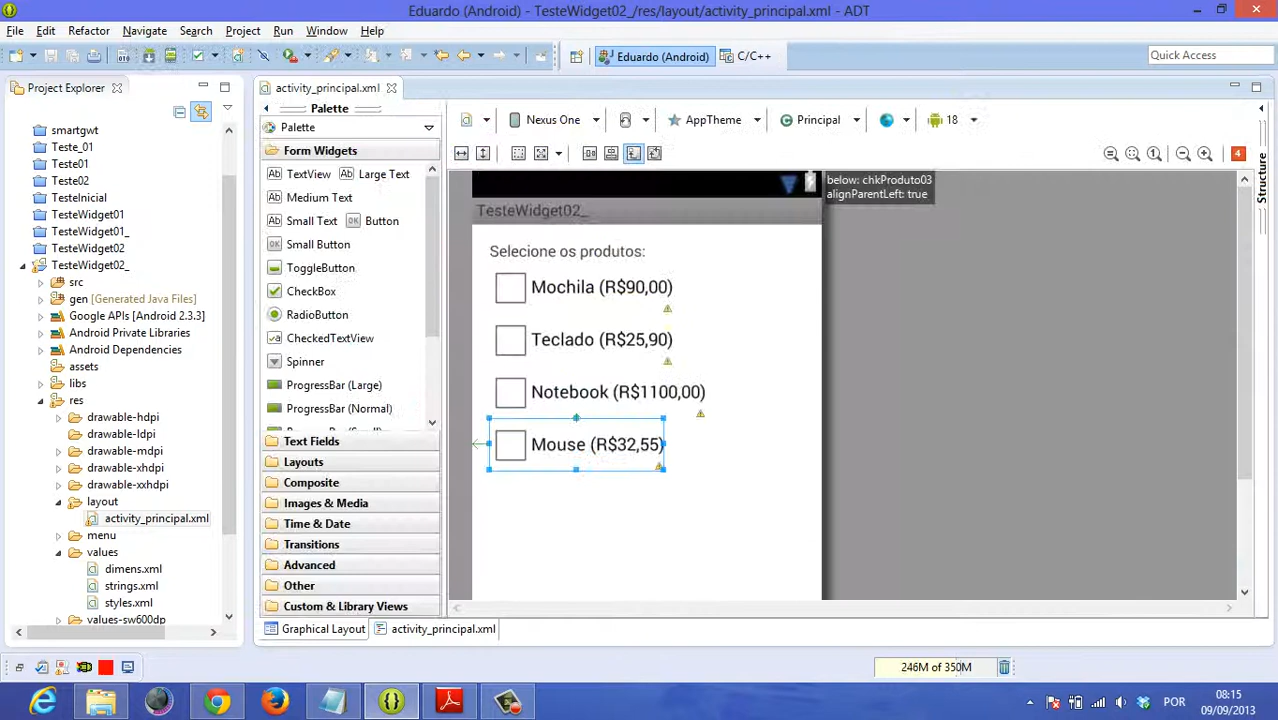 Eduardo (Android) - TesteWidget02_/res/layout/activity_principal.xml - ADT
File Edit Refactor Navigate Search Project Run Window Help
Eduardo (Android) C/C++ Quick Access
Project Explorer
smartgwt
Teste_01
Teste01
Teste02
TesteInicial
TesteWidget01
TesteWidget01_
TesteWidget02
TesteWidget02_
src
gen [Generated Java Files]
Google APIs [Android 2.3.3]
Android Private Libraries
Android Dependencies
assets
libs
res
drawable-hdpi
drawable-ldpi
drawable-mdpi
drawable-xhdpi
drawable-xxhdpi
layout
activity_principal.xml
menu
values
dimens.xml
strings.xml
styles.xml
values-sw600dp
activity_principal.xml
Palette
Palette
Form Widgets
Ab TextView Ab Large Text
Ab Medium Text
Ab Small Text OK Button
OK Small Button
ToggleButton
CheckBox
RadioButton
CheckedTextView
Spinner
ProgressBar (Large)
ProgressBar (Normal)
Text Fields
Layouts
Composite
Images & Media
Time & Date
Transitions
Advanced
Other
Custom & Library Views
Nexus One AppTheme Principal 18
4
Structure
below: chkProduto03
alignParentLeft: true
TesteWidget02_
Selecione os produtos:
Mochila (R$90,00)
Teclado (R$25,90)
Notebook (R$1100,00)
Mouse (R$32,55)
Graphical Layout activity_principal.xml
246M of 350M
POR
08:15
09/09/2013